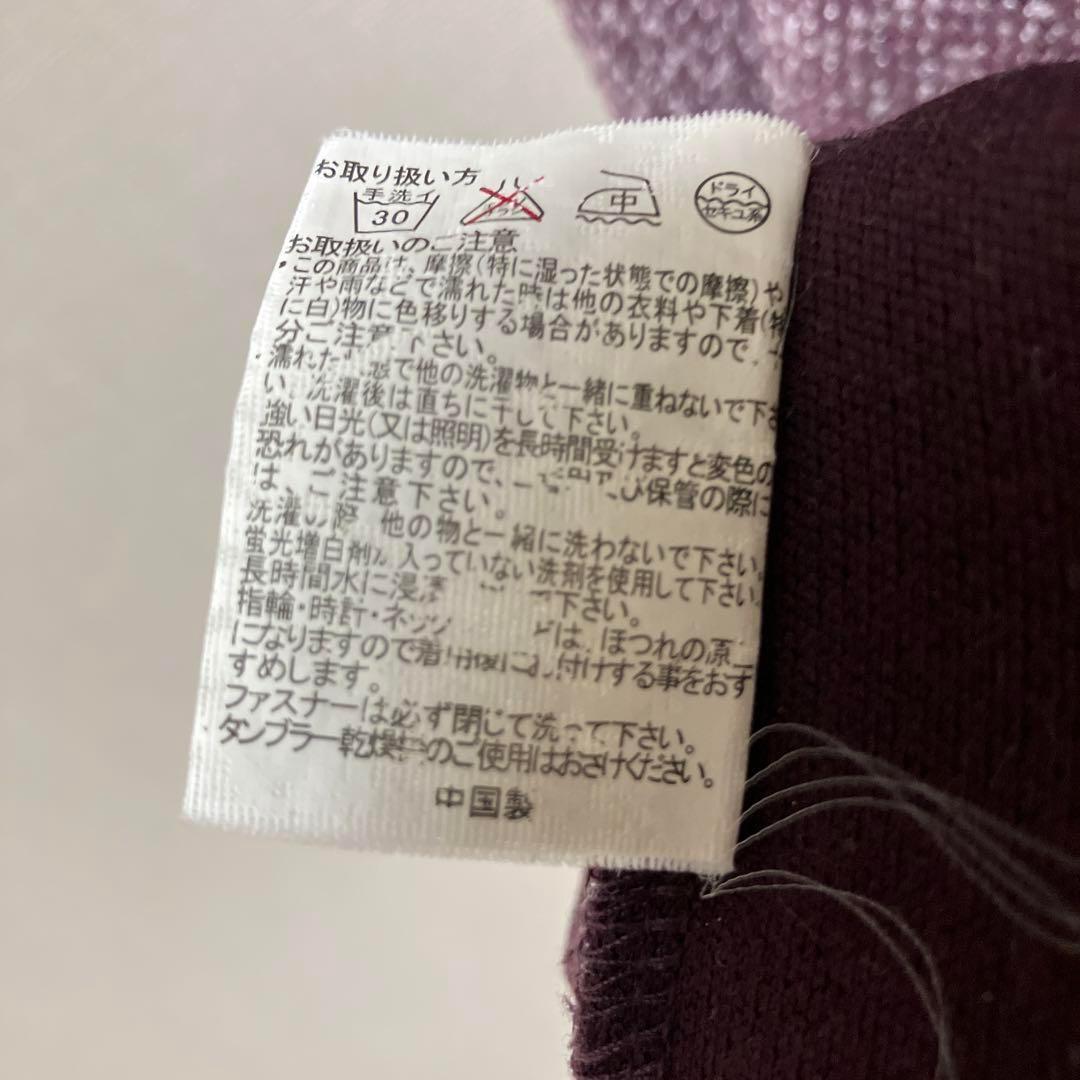 お取り扱い方
手洗イ
30
中
ドライ
セキユ系
お取扱いのご注意
・この商品は、摩擦(特に湿った状態での摩擦)や
汗や雨などで濡れた時は他の衣料や下着(特
に白)物に色移りする場合がありますので、
分ご注意下さい。
・濡れた 態で他の洗濯物と一緒に重ねないで下さ
い、洗濯後は直ちに干して下さい。
強い日光(又は照明)を長時間受けますと変色の
恐れがありますので、 び保管の際に
は、ご注意下さい。
洗濯の際 他の物と一緒に洗わないで下さい。
蛍光増白剤が入っていない洗剤を使用して下さい。
長時間水に浸 下さい。
指輪・時計・ネッ どは、ほつれの原
になりますので着用後に 付けする事をおす
すめします。
ファスナーは必ず閉じて洗って下さい。
タンブラー乾燥 のご使用はおさけください。
中国製